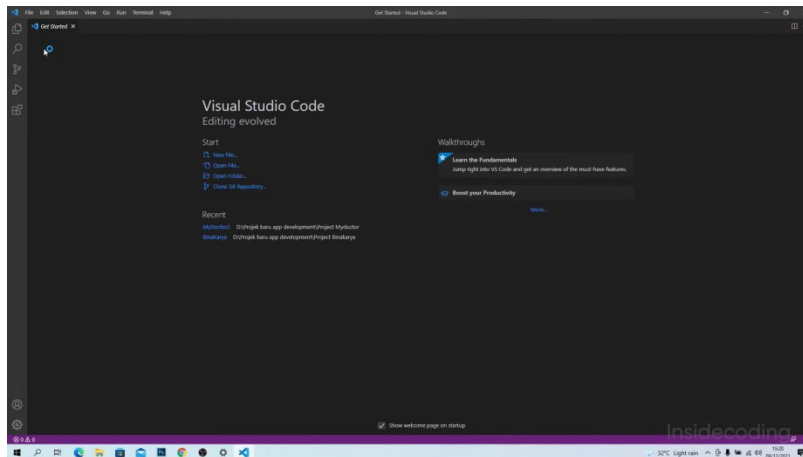 File Edit Selection View Go Run Terminal Help
Get Started - Visual Studio Code
Get Started
Visual Studio Code
Editing evolved
Start
New File...
Open File...
Open Folder...
Clone Git Repository...
Recent
MyDoctor2 D:\Projek baru app development\Project Mydoctor
BinaKarya D:\Projek baru app development\Project Binakarya
Walkthroughs
Learn the Fundamentals
Jump right into VS Code and get an overview of the must-have features.
Boost your Productivity
More...
Show welcome page on startup
Insidecoding
0 0
32°C Light rain
15:20